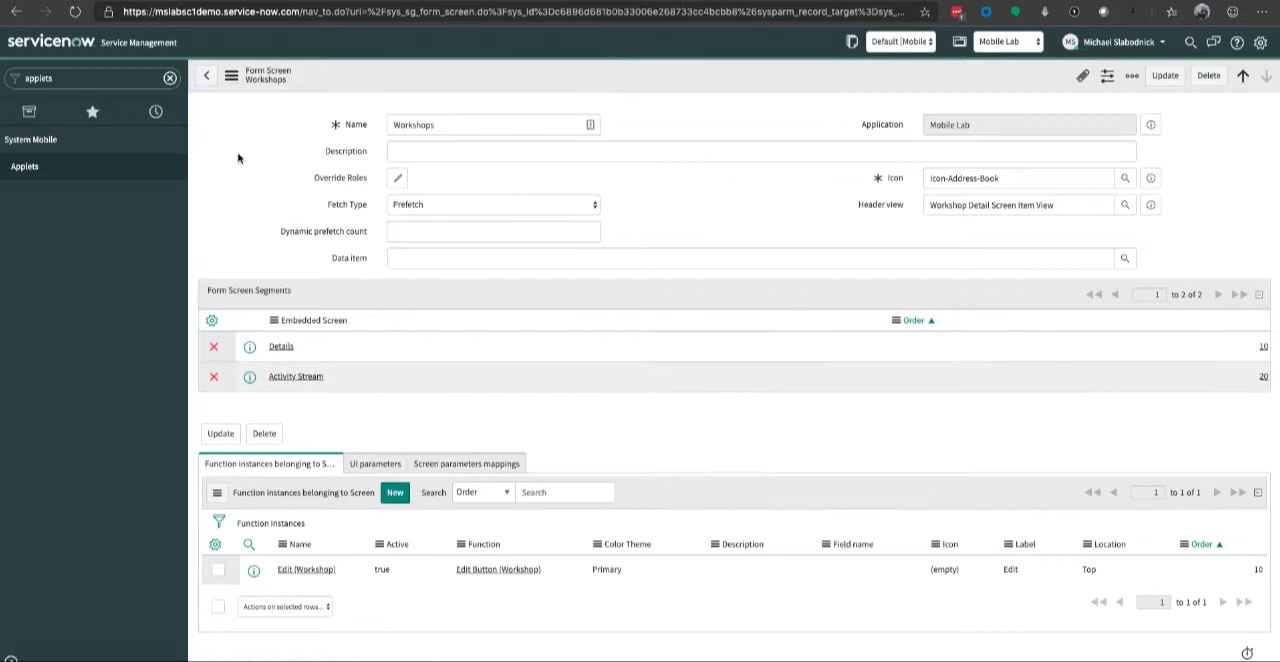 https://mslabsc1demo.service-now.com/nav_to.do?uri=%2Fsys_sg_form_screen.do%3Fsys_id%3Dc6896d681b0b33006e268733cc4bcbb8%26sysparm_record_target%3Dsys_...
servicenow Service Management
Default [Mobile
Mobile Lab
MS Michael Slabodnick
applets
System Mobile
Applets
Form Screen
Workshops
Update
Delete
Name
Workshops
Application
Mobile Lab
Description
Override Roles
Icon
Icon-Address-Book
Fetch Type
Prefetch
Header view
Workshop Detail Screen Item View
Dynamic prefetch count
Data item
Form Screen Segments
1 to 2 of 2
Embedded Screen
Order
Details
10
Activity Stream
20
Update
Delete
Function instances belonging to S...
UI parameters
Screen parameters mappings
Function instances belonging to Screen
New
Search
Order
Search
1 to 1 of 1
Function instances
Name
Active
Function
Color Theme
Description
Field name
Icon
Label
Location
Order
Edit (Workshop)
true
Edit Button (Workshop)
Primary
(empty)
Edit
Top
10
Actions on selected rows...
1 to 1 of 1